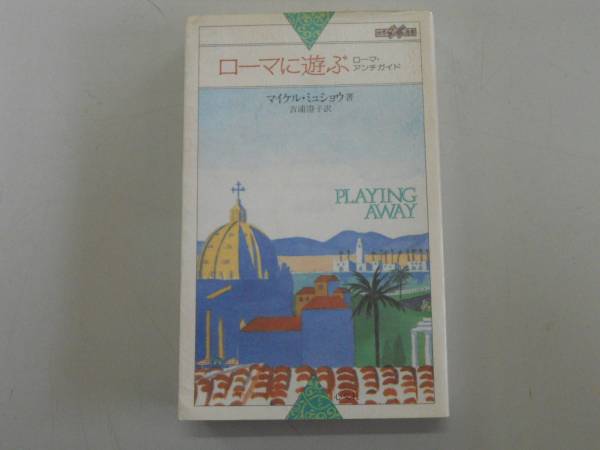 ローマに遊ぶ
ローマ・
アンチガイド
マイケル・ミュショウ著
吉浦澄子訳
PLAYING
AWAY